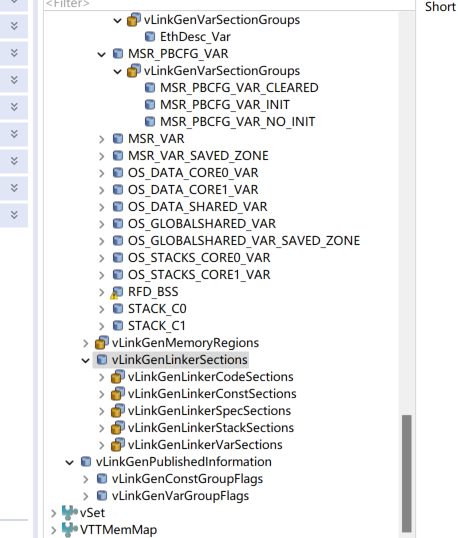 <Filter>
Short
vLinkGenVarSectionGroups
EthDesc_Var
MSR_PBCFG_VAR
vLinkGenVarSectionGroups
MSR_PBCFG_VAR_CLEARED
MSR_PBCFG_VAR_INIT
MSR_PBCFG_VAR_NO_INIT
MSR_VAR
MSR_VAR_SAVED_ZONE
OS_DATA_CORE0_VAR
OS_DATA_CORE1_VAR
OS_DATA_SHARED_VAR
OS_GLOBALSHARED_VAR
OS_GLOBALSHARED_VAR_SAVED_ZONE
OS_STACKS_CORE0_VAR
OS_STACKS_CORE1_VAR
RFD_BSS
STACK_C0
STACK_C1
vLinkGenMemoryRegions
vLinkGenLinkerSections
vLinkGenLinkerCodeSections
vLinkGenLinkerConstSections
vLinkGenLinkerSpecSections
vLinkGenLinkerStackSections
vLinkGenLinkerVarSections
vLinkGenPublishedInformation
vLinkGenConstGroupFlags
vLinkGenVarGroupFlags
vSet
VTTMemMap